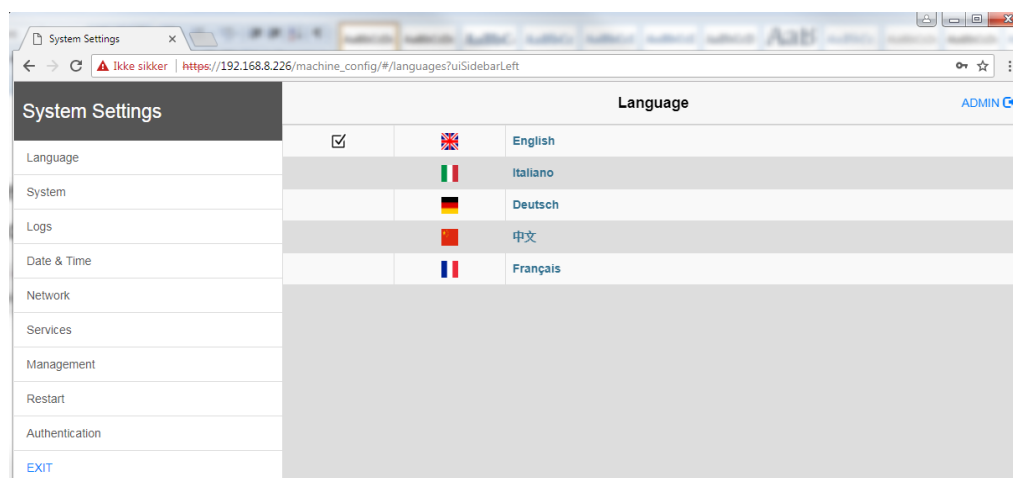 System Settings
Ikke sikker | https://192.168.8.226/machine_config/#/languages?uiSidebarLeft
System Settings
Language
ADMIN
Language
System
Logs
Date & Time
Network
Services
Management
Restart
Authentication
EXIT
English
Italiano
Deutsch
中文
Français